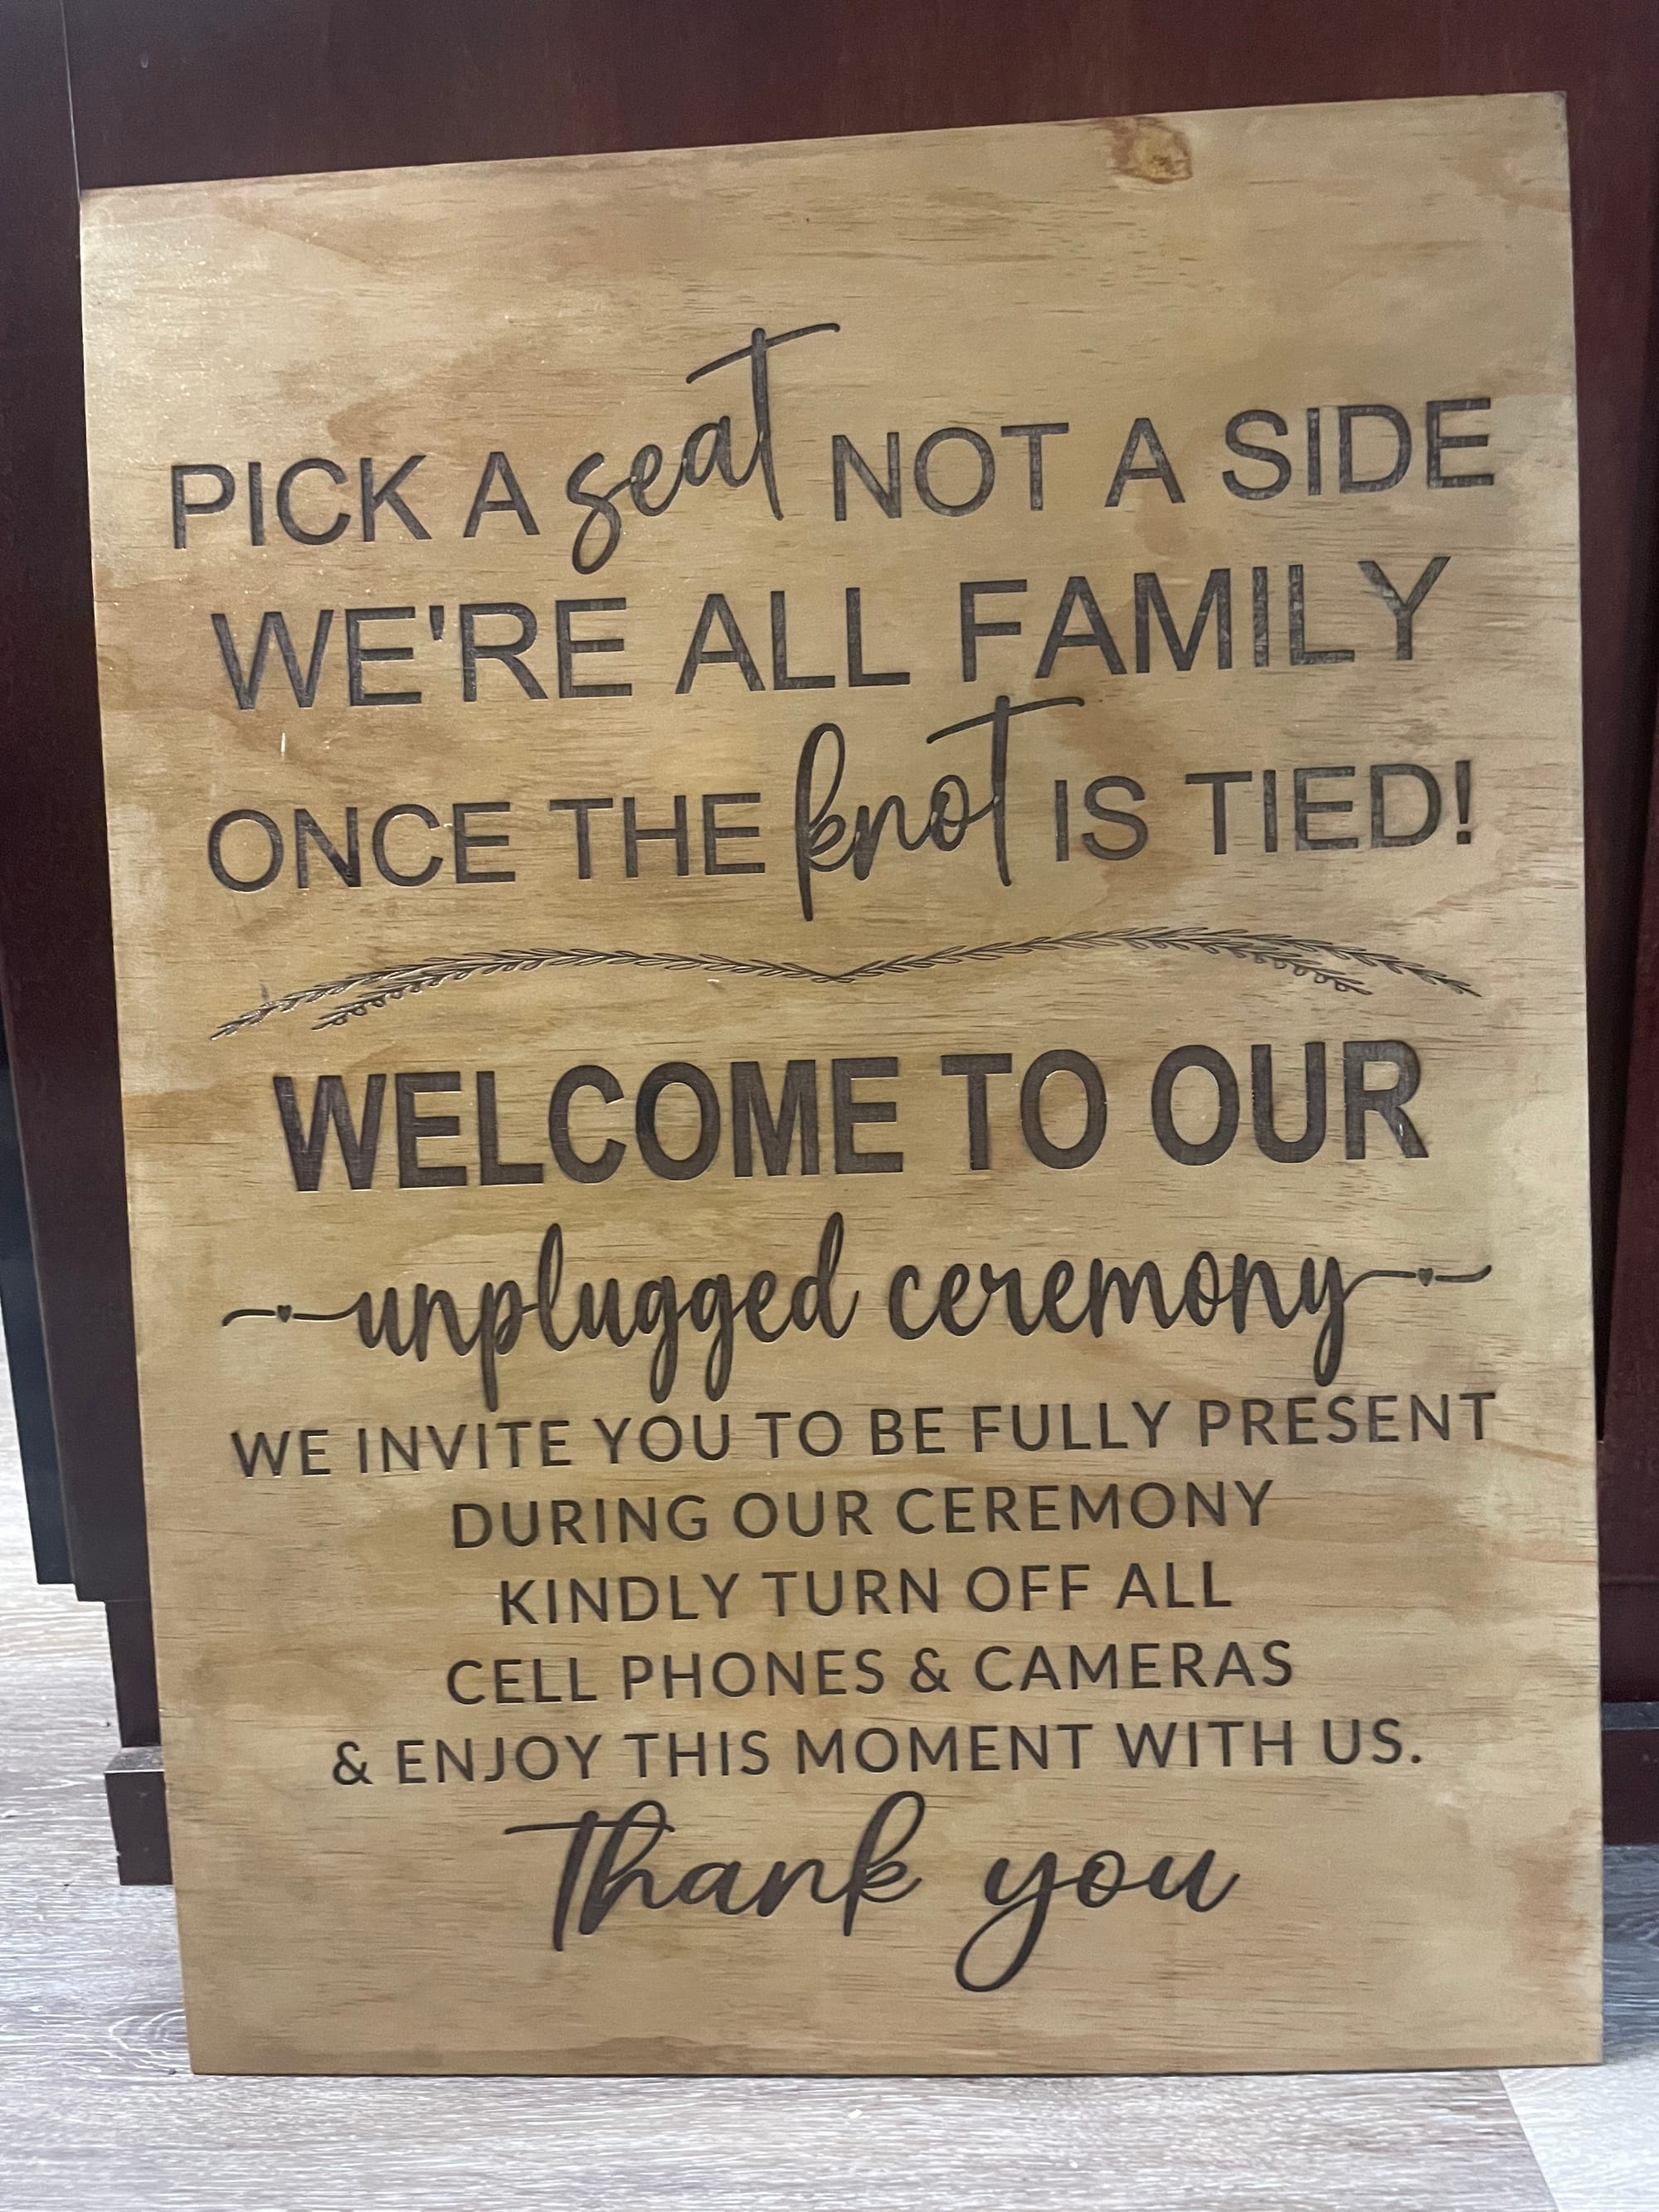 PICK A seat NOT A SIDE
WE'RE ALL FAMILY
ONCE THE knot IS TIED!
WELCOME TO OUR
unplugged ceremony
WE INVITE YOU TO BE FULLY PRESENT
DURING OUR CEREMONY
KINDLY TURN OFF ALL
CELL PHONES & CAMERAS
& ENJOY THIS MOMENT WITH US.
Thank you